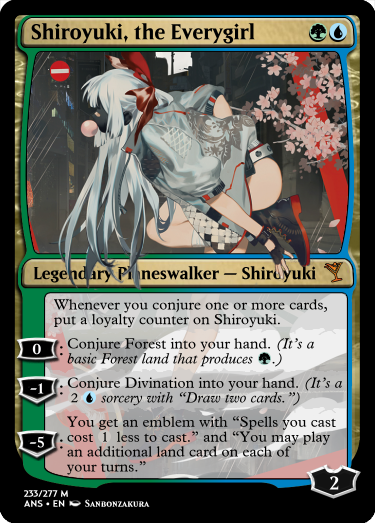 Shiroyuki, the Everygirl
Legendary Planeswalker — Shiroyuki
Whenever you conjure one or more cards,
put a loyalty counter on Shiroyuki.
0: Conjure Forest into your hand. (It's a
basic Forest land that produces .)
-1: Conjure Divination into your hand. (It's a
2 sorcery with “Draw two cards.”)
-5: You get an emblem with “Spells you cast
cost 1 less to cast.” and “You may play
an additional land card on each of
your turns.”
2
233/277 M
ANS • EN Sanbonzakura